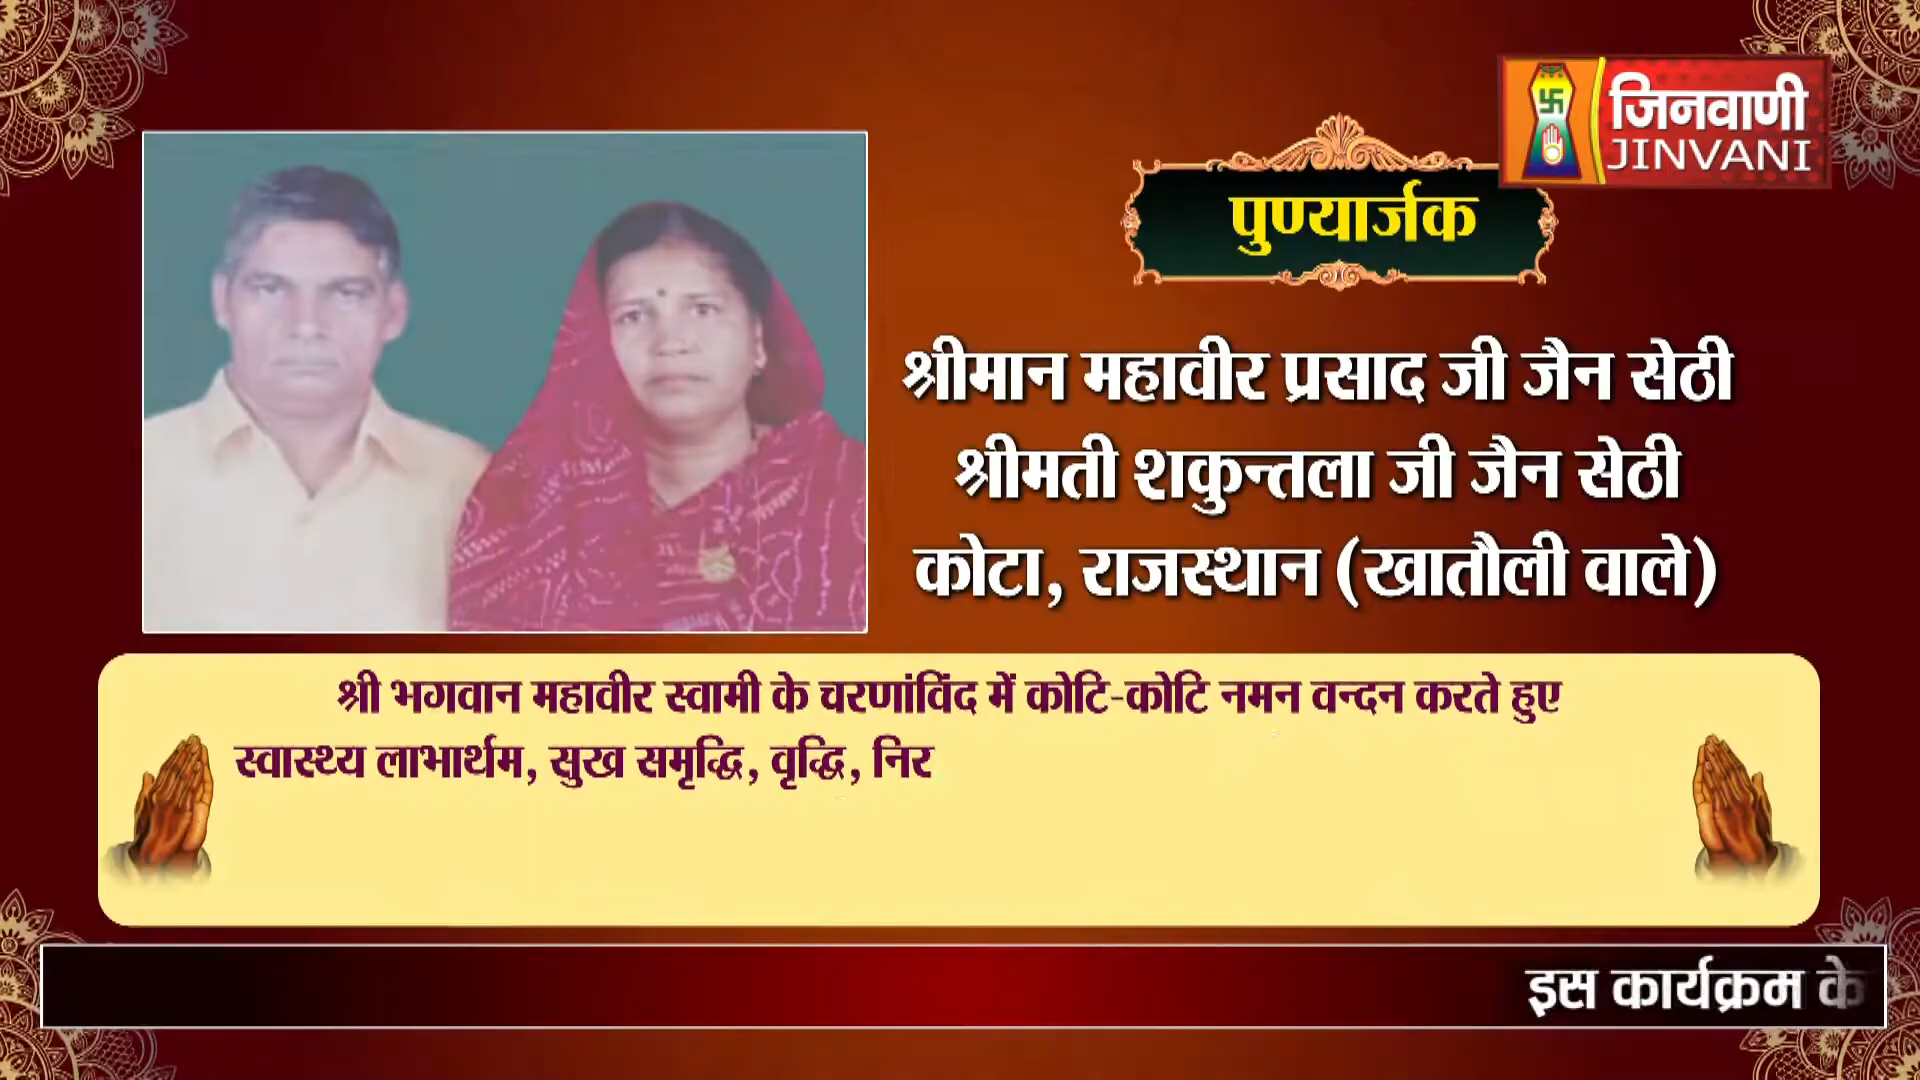 जिनवाणी
JINVANI
पुण्यार्जक
श्रीमान महावीर प्रसाद जी जैन सेठी
श्रीमती शकुन्तला जी जैन सेठी
कोटा, राजस्थान (खातौली वाले)
श्री भगवान महावीर स्वामी के चरणांविंद में कोटि-कोटि नमन वन्दन करते हुए
स्वास्थ्य लाभार्थम, सुख समृद्धि, वृद्धि, निर
इस कार्यक्रम के